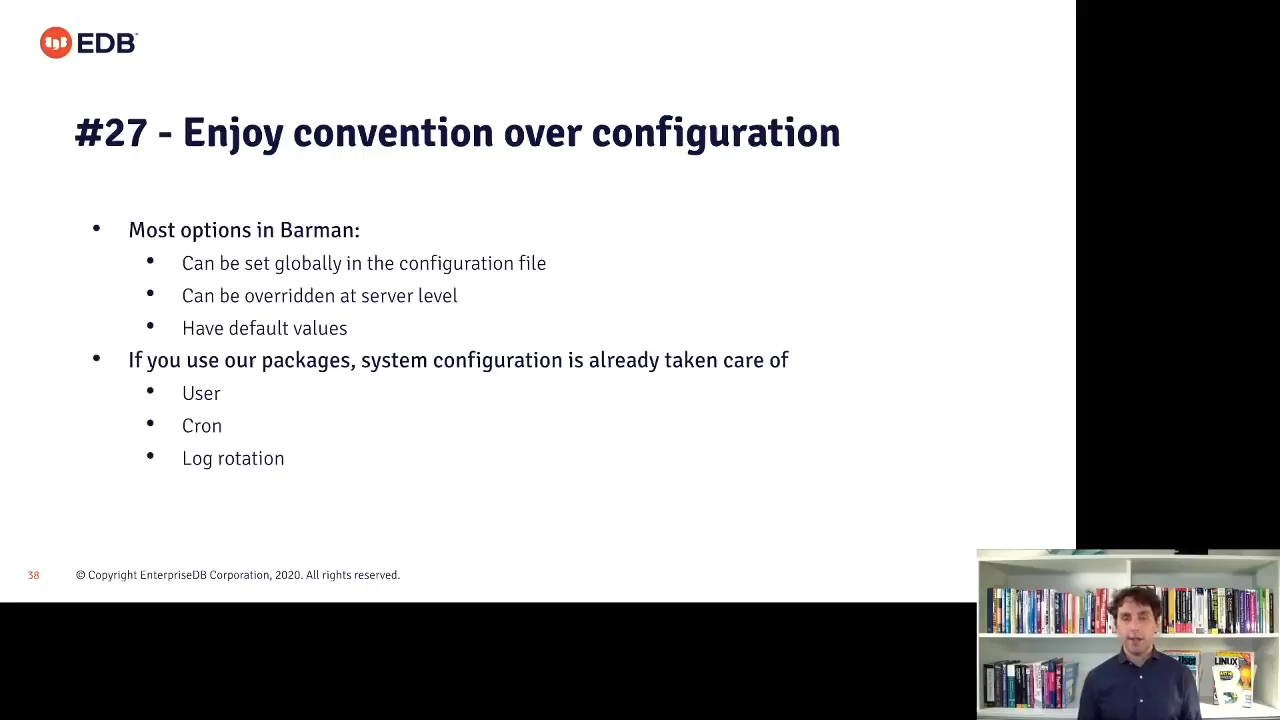 EDB
#27 - Enjoy convention over configuration
• Most options in Barman:
• Can be set globally in the configuration file
• Can be overridden at server level
• Have default values
• If you use our packages, system configuration is already taken care of
• User
• Cron
• Log rotation
38 © Copyright EnterpriseDB Corporation, 2020. All rights reserved.
LINUX